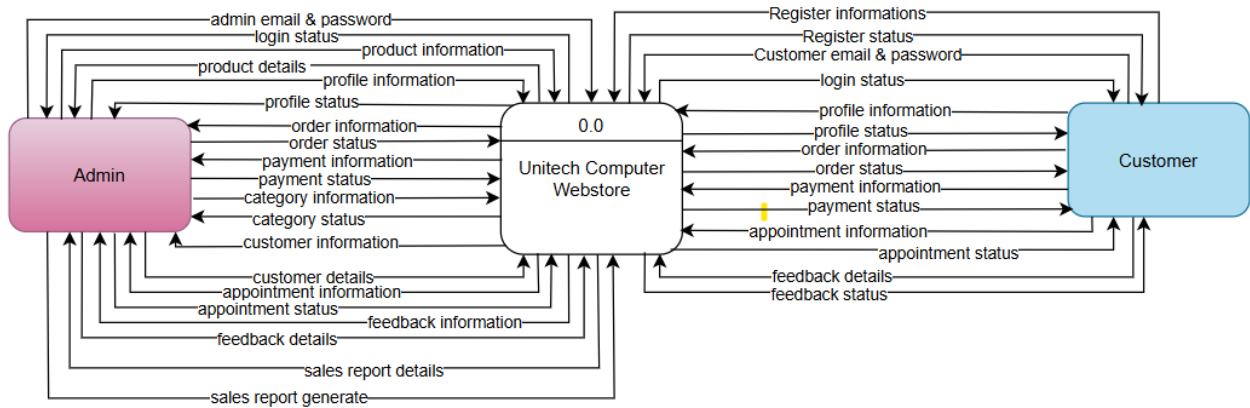 admin email & password
login status
product information
product details
profile information
profile status
order information
order status
payment information
payment status
category information
category status
customer information
customer details
appointment information
appointment status
feedback information
feedback details
sales report details
sales report generate
Admin
0.0
Unitech Computer
Webstore
Register informations
Register status
Customer email & password
login status
profile information
profile status
order information
order status
payment information
payment status
appointment information
appointment status
feedback details
feedback status
Customer